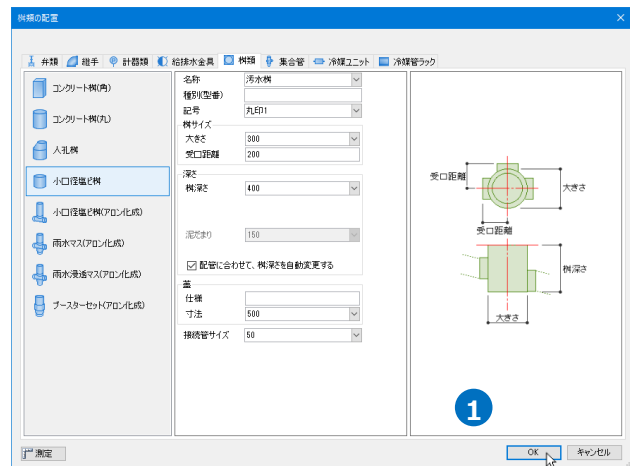 桝類の配置
弁類 継手 計器類 給排水金具 桝類 集合管 冷媒ユニット 冷媒管ラック
コンクリート桝(角)
コンクリート桝(丸)
人孔桝
小口径塩ビ桝
小口径塩ビ桝(アロン化成)
雨水マス(アロン化成)
雨水浸透マス(アロン化成)
ブースターセット(アロン化成)
名称 汚水桝
種別(型番)
記号 丸印1
桝サイズ
大きさ 300
受口距離 200
深さ
桝深さ 400
泥だまり 150
配管に合わせて、桝深さを自動変更する
蓋
仕様
寸法 500
接続管サイズ 50
受口距離
大きさ
受口距離
桝深さ
大きさ
1
測定
OK キャンセル